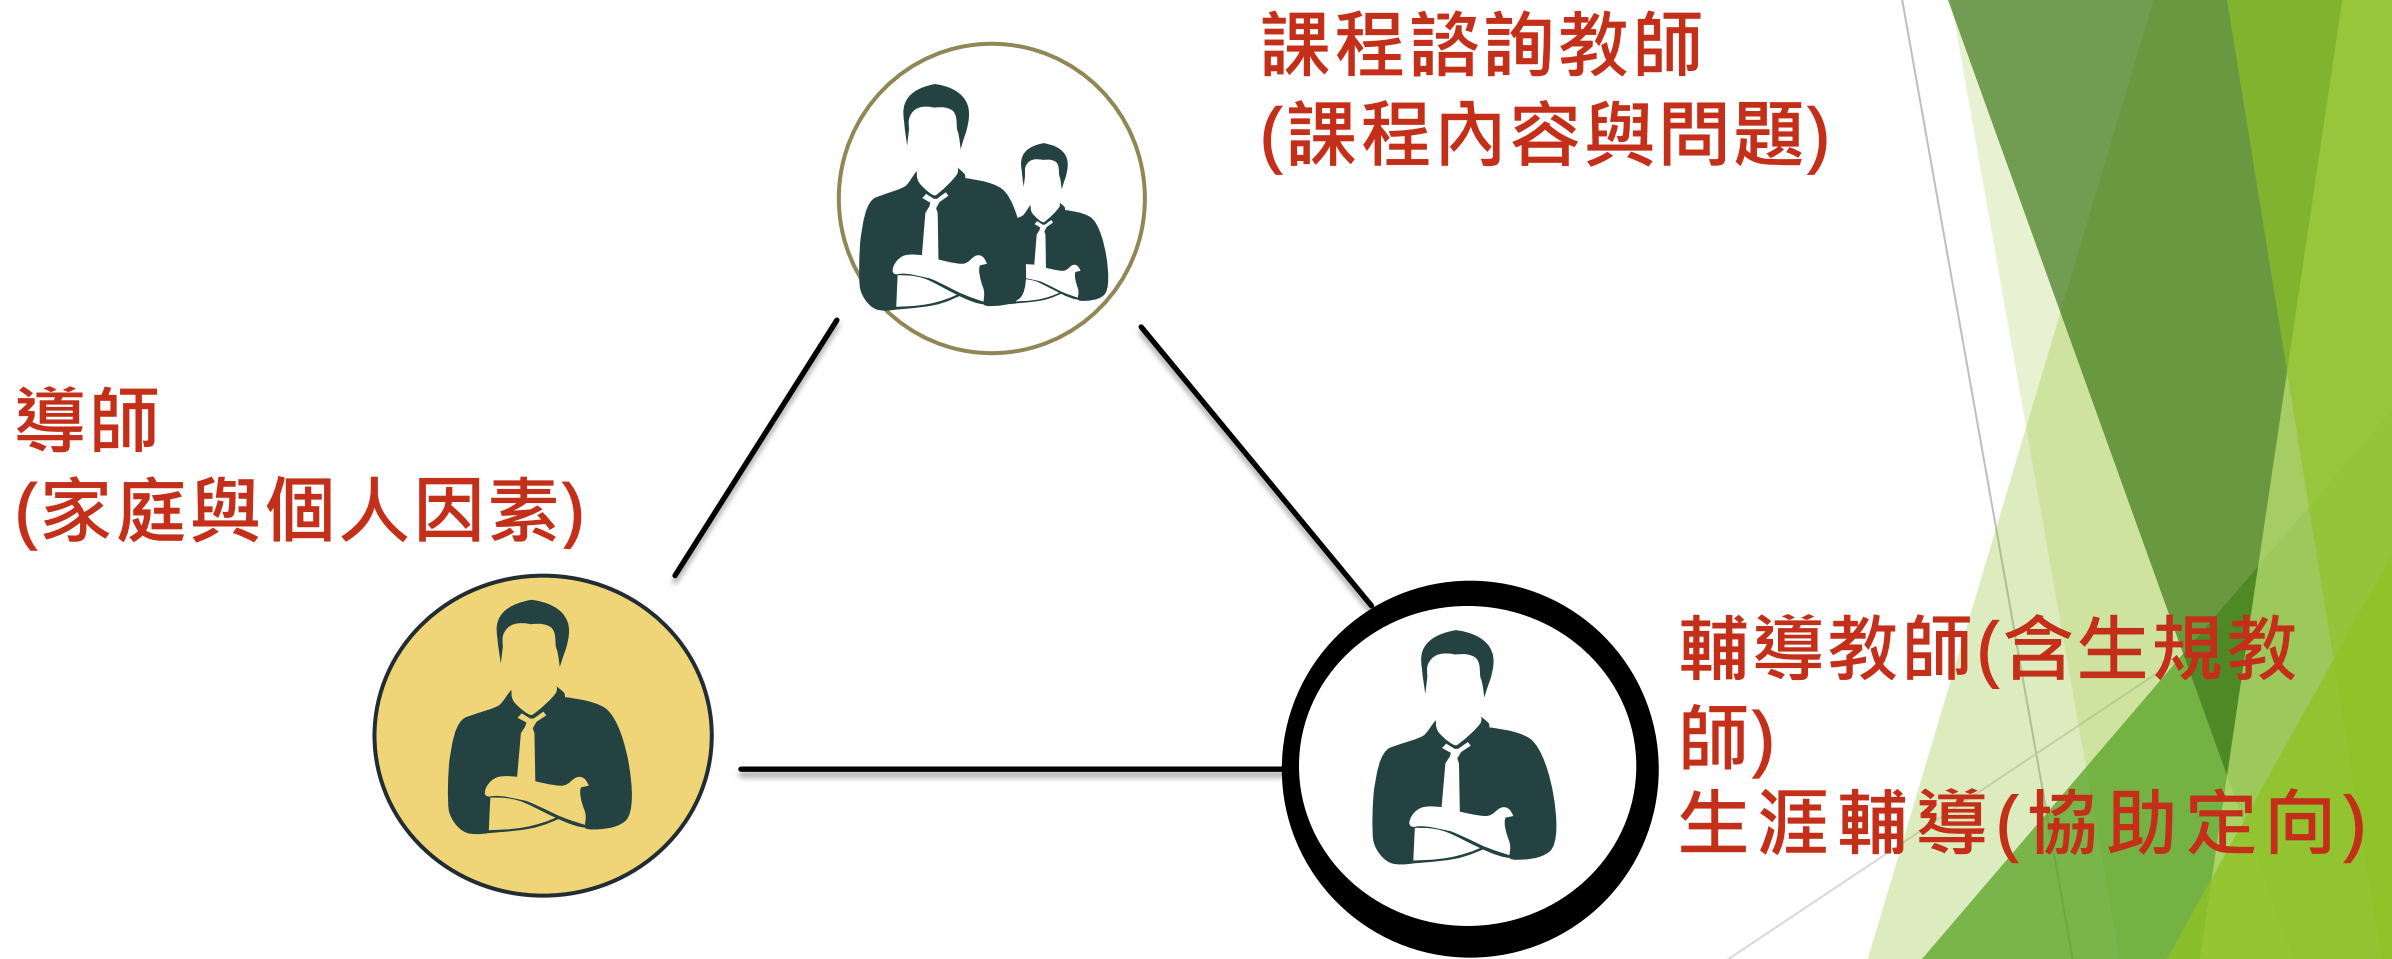 課程諮詢教師
(課程內容與問題)
導師
(家庭與個人因素)
輔導教師(含生規教
師)
生涯輔導(協助定向)